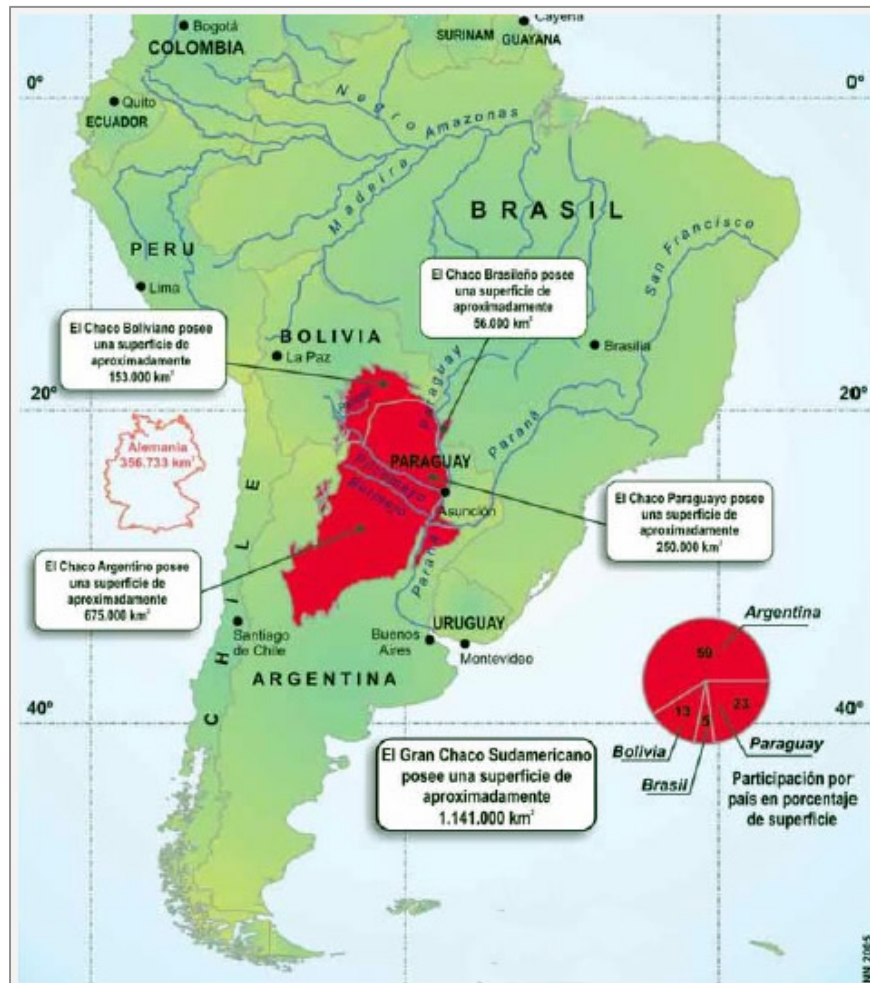 Bogotá
COLOMBIA
Cayena
SURINAM
GUAYANA
0°
0°
Quito
ECUADOR
Negro
Amazonas
Madeira
BRASIL
San Francisco
PERU
Lima
El Chaco Brasileño posee
una superficie de
aproximadamente
56.000 km²
El Chaco Boliviano posee
una superficie de
aproximadamente
153.000 km²
BOLIVIA
La Paz
Brasilia
Paraguay
20°
20°
Paraná
Alemania
356.733 km²
PARAGUAY
Pilcomayo
Bermejo
Asunción
El Chaco Paraguayo posee
una superficie de
aproximadamente
250.000 km²
El Chaco Argentino posee
una superficie de
aproximadamente
675.000 km²
Paraná
CHILE
Santiago
de Chile
URUGUAY
Buenos
Aires
Montevideo
ARGENTINA
Argentina
59
13
5
23
Bolivia
Brasil
Paraguay
40°
40°
Participación por
país en porcentaje
de superficie
El Gran Chaco Sudamericano
posee una superficie de
aproximadamente
1.141.000 km²
NN 2005